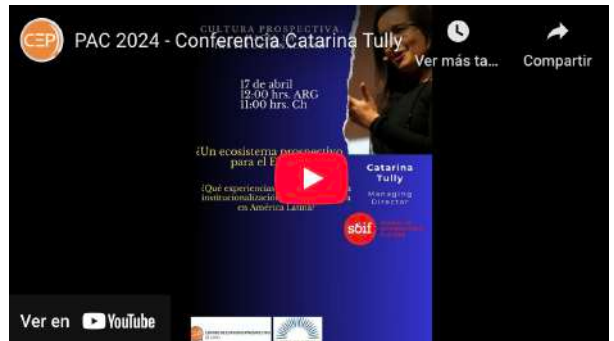 CEP
PAC 2024 - Conferencia Catarina Tully
Ver más ta...
Compartir
CULTURA PROSPECTIVA.
17 de abril
12:00 hrs. ARG
11:00 hrs. Ch
¿Un ecosistema prospectivo
para el E
¿Qué experiencias
institucionalización
en América Latina?
Catarina
Tully
Managing
Director
soif
Ver en YouTube
CEP